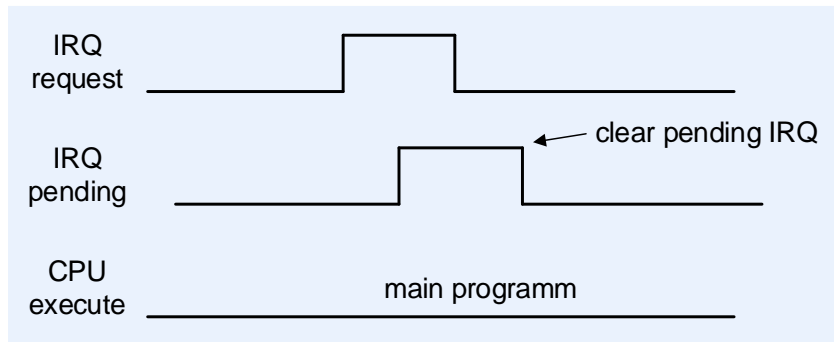 IRQ
request
clear pending IRQ
IRQ
pending
CPU
execute
main programm